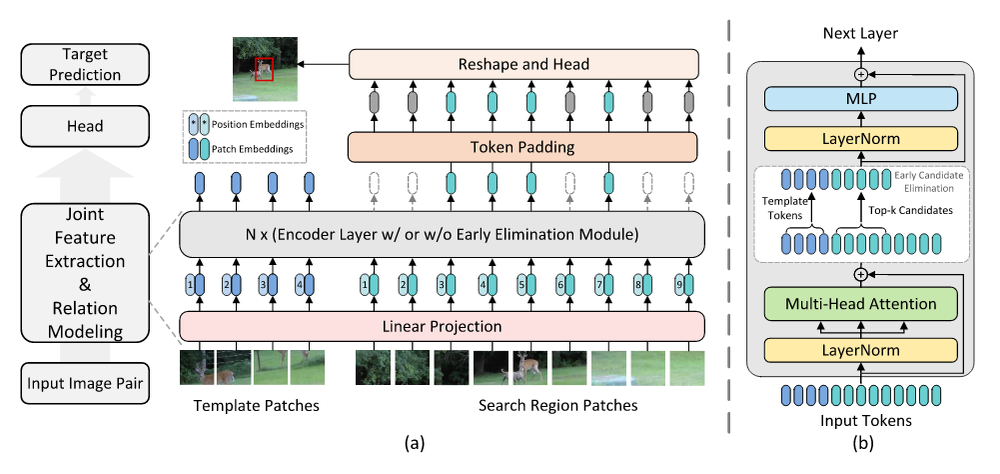 Target
Prediction
Head
Joint
Feature
Extraction
&
Relation
Modeling
Input Image Pair
Reshape and Head
* * Position Embeddings
Patch Embeddings
Token Padding
N x (Encoder Layer w/ or w/o Early Elimination Module)
1 2 3 4 1 2 3 4 5 6 7 8 9
Linear Projection
Template Patches
Search Region Patches
(a)
Next Layer
+
MLP
LayerNorm
Early Candidate
Elimination
Template
Tokens
Top-k Candidates
+
Multi-Head Attention
LayerNorm
Input Tokens
(b)